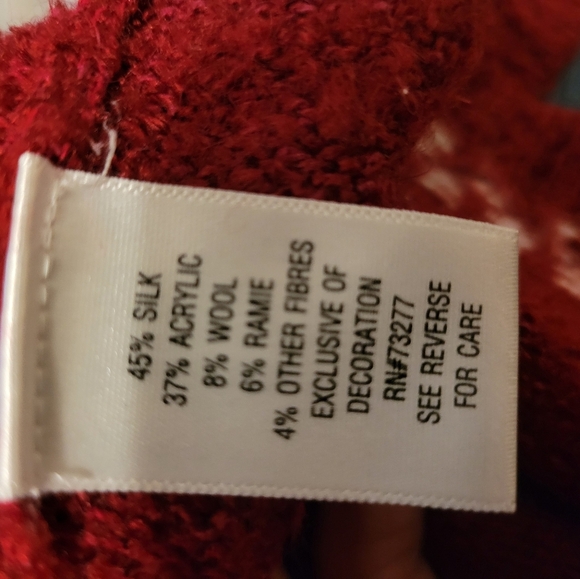 45% SILK
37% ACRYLIC
8% WOOL
6% RAMIE
4% OTHER FIBRES
EXCLUSIVE OF
DECORATION
RN#73277
SEE REVERSE
FOR CARE